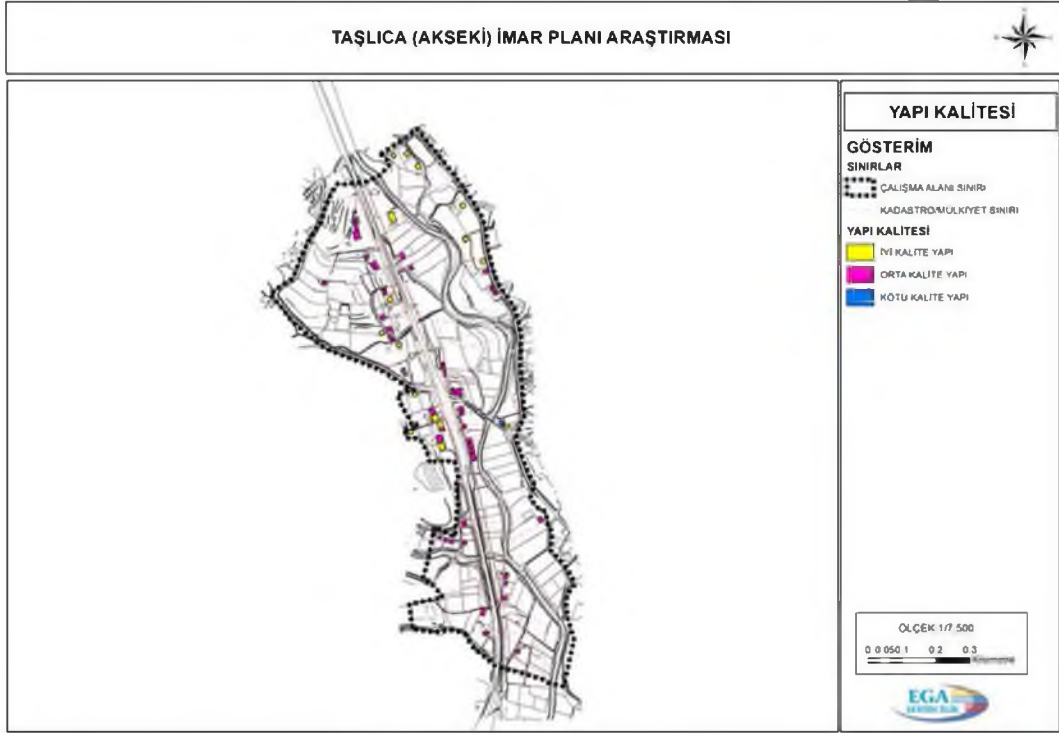 TAŞLICA (AKSEKİ) İMAR PLANI ARAŞTIRMASI
YAPI KALİTESİ
GÖSTERİM
SINIRLAR
ÇALIŞMA ALANI SINIRI
KADASTRO/MÜLKİYET SINIRI
YAPI KALİTESİ
İYİ KALİTE YAPI
ORTA KALİTE YAPI
KÖTÜ KALİTE YAPI
ÖLÇEK 1/7 500
0 0.050.1 0.2 0.3
Kilometre
EGA